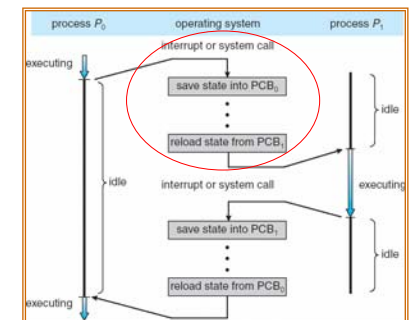 process P0 operating system process P1
interrupt or system call
executing
save state into PCB0
idle
reload state from PCB1
idle interrupt or system call executing
save state into PCB1
idle
reload state from PCB0
executing